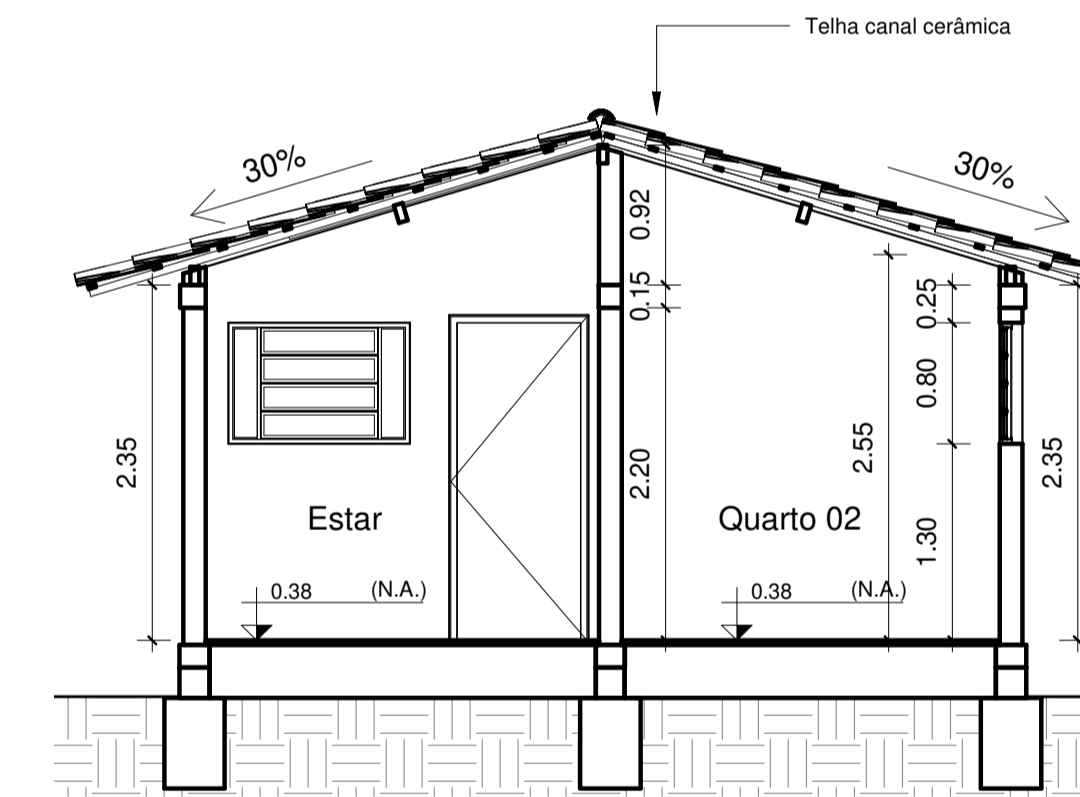 Telha canal cerâmica
30%
30%
0.92
0.15
0.25
0.80
2.35
2.20
2.55
2.35
1.30
Estar
Quarto 02
0.38 (N.A.)
0.38 (N.A.)